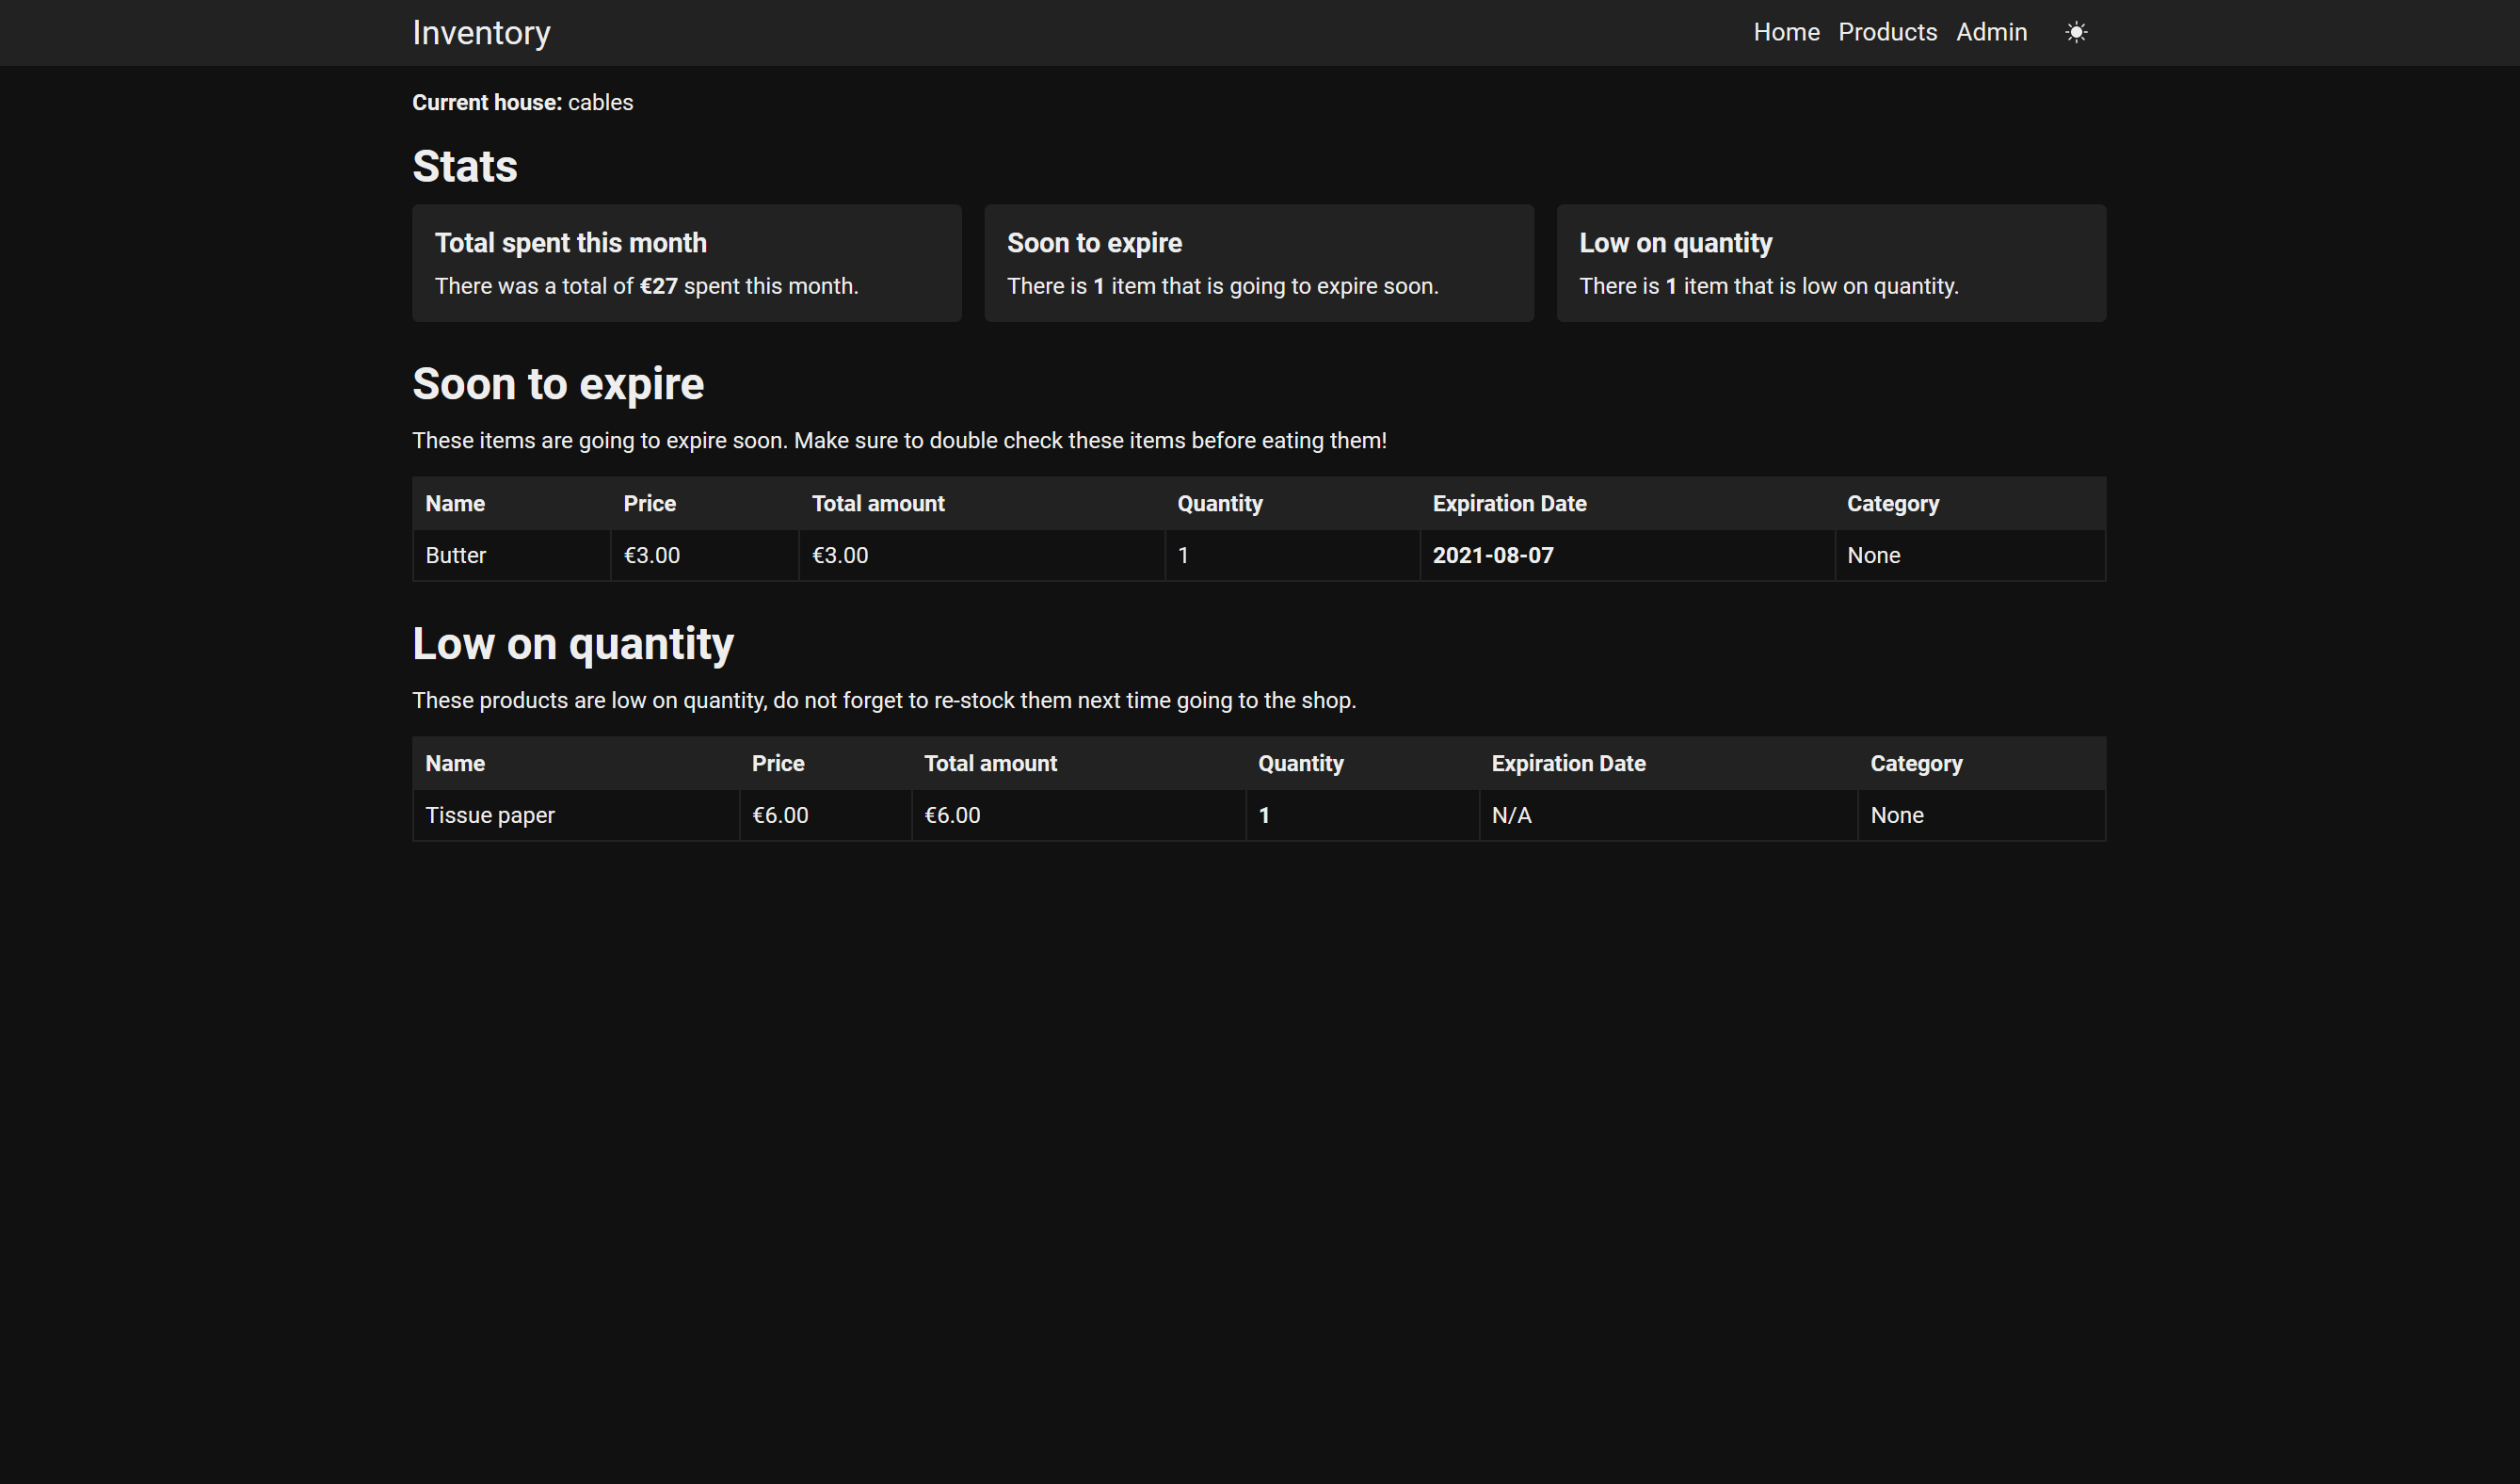 Inventory Home Products Admin
Current house: cables
Stats
Total spent this month
There was a total of €27 spent this month.
Soon to expire
There is 1 item that is going to expire soon.
Low on quantity
There is 1 item that is low on quantity.
Soon to expire
These items are going to expire soon. Make sure to double check these items before eating them!
Name Price Total amount Quantity Expiration Date Category
Butter €3.00 €3.00 1 2021-08-07 None
Low on quantity
These products are low on quantity, do not forget to re-stock them next time going to the shop.
Name Price Total amount Quantity Expiration Date Category
Tissue paper €6.00 €6.00 1 N/A None